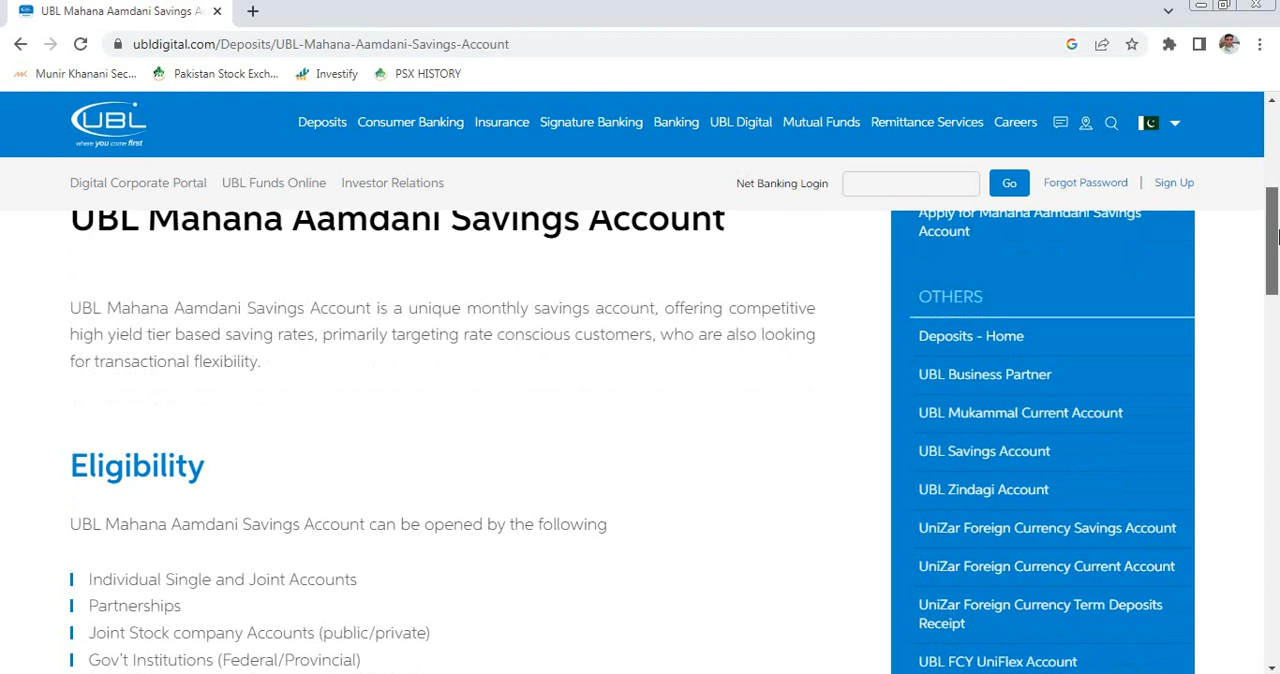 UBL Mahana Aamdani Savings A
ubldigital.com/Deposits/UBL-Mahana-Aamdani-Savings-Account
Munir Khanani Sec... Pakistan Stock Exch... Investify PSX HISTORY
UBL
where you come first
Deposits Consumer Banking Insurance Signature Banking Banking UBL Digital Mutual Funds Remittance Services Careers
Digital Corporate Portal UBL Funds Online Investor Relations Net Banking Login Go Forgot Password | Sign Up
UBL Mahana Aamdani Savings Account
UBL Mahana Aamdani Savings Account is a unique monthly savings account, offering competitive
high yield tier based saving rates, primarily targeting rate conscious customers, who are also looking
for transactional flexibility.
Eligibility
UBL Mahana Aamdani Savings Account can be opened by the following
Individual Single and Joint Accounts
Partnerships
Joint Stock company Accounts (public/private)
Gov't Institutions (Federal/Provincial)
Apply for Mahana Aamdani Savings
Account
OTHERS
Deposits - Home
UBL Business Partner
UBL Mukammal Current Account
UBL Savings Account
UBL Zindagi Account
UniZar Foreign Currency Savings Account
UniZar Foreign Currency Current Account
UniZar Foreign Currency Term Deposits
Receipt
UBL FCY UniFlex Account